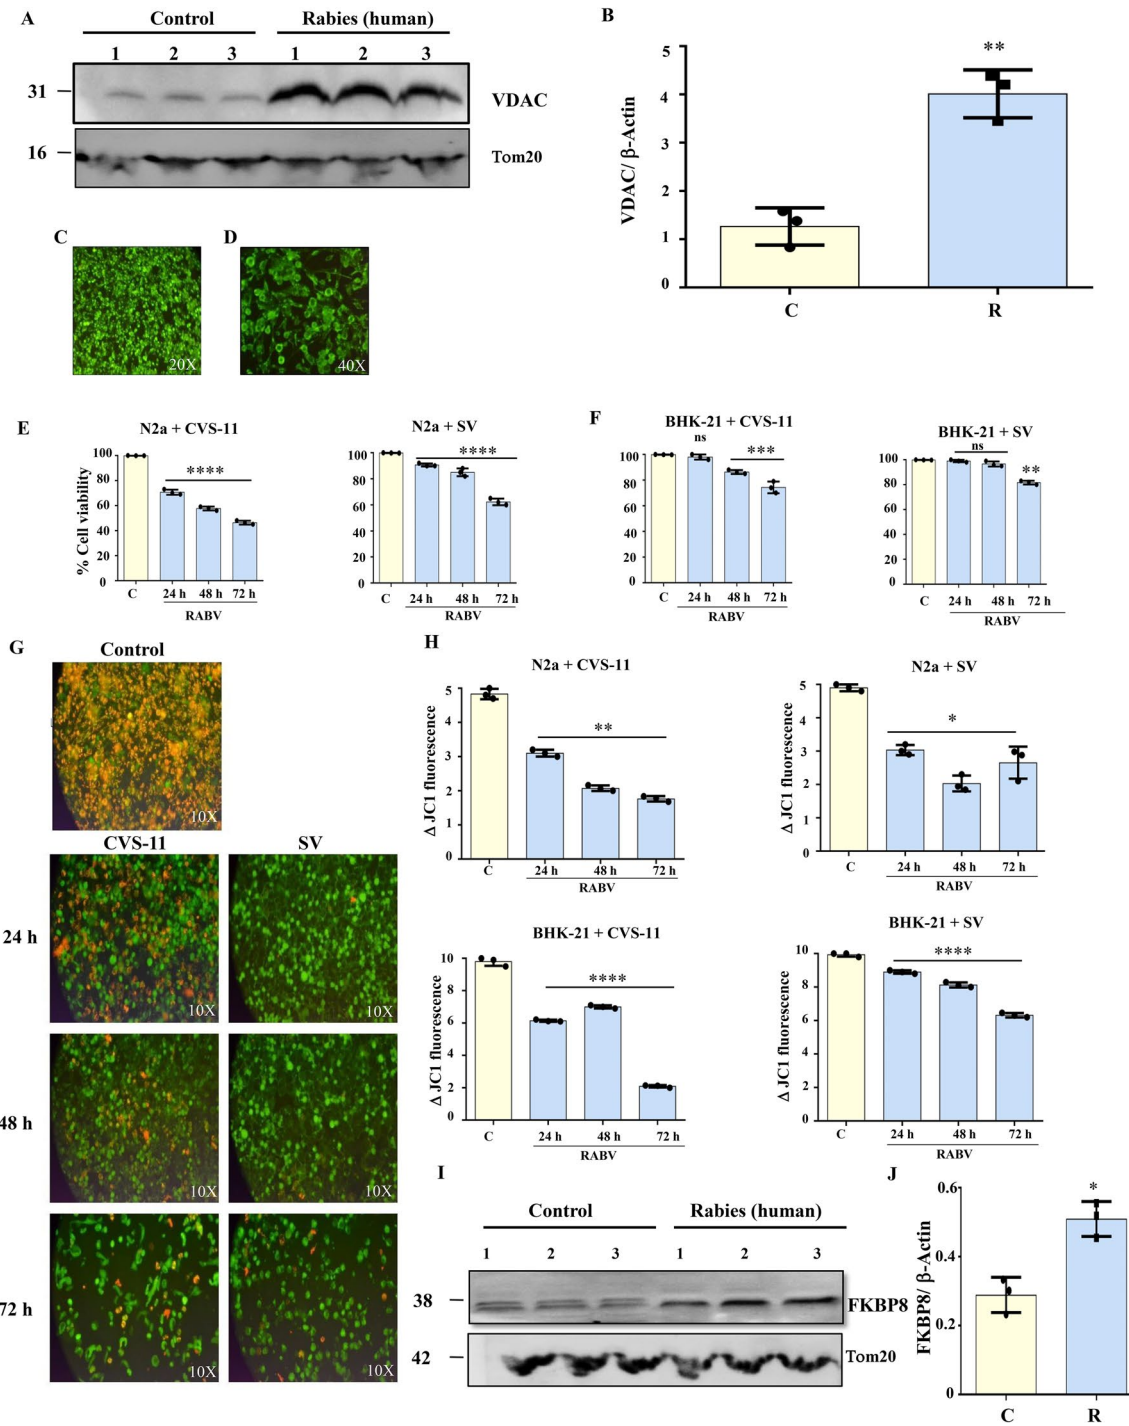 A
Control
Rabies (human)
1 2 3 1 2 3
31
VDAC
16
Tom20
B
**
5
4
3
2
1
0
VDAC/ β-Actin
C
R
C
20X
D
40X
E
N2a + CVS-11
****
% Cell viability
100
80
60
40
20
0
C
24 h 48 h 72 h
RABV
N2a + SV
****
100
80
60
40
20
0
C
24 h 48 h 72 h
RABV
F
BHK-21 + CVS-11
ns
***
100
80
60
40
20
0
C
24 h 48 h 72 h
RABV
BHK-21 + SV
ns
**
100
80
60
40
20
0
C
24 h 48 h 72 h
RABV
G
Control
10X
CVS-11
SV
24 h
10X
10X
48 h
10X
10X
72 h
10X
10X
H
N2a + CVS-11
**
Δ JC1 fluorescence
5
4
3
2
1
0
C
24 h 48 h 72 h
RABV
N2a + SV
*
Δ JC1 fluorescence
5
4
3
2
1
0
C
24 h 48 h 72 h
RABV
BHK-21 + CVS-11
****
Δ JC1 fluorescence
10
8
6
4
2
0
C
24 h 48 h 72 h
RABV
BHK-21 + SV
****
Δ JC1 fluorescence
10
8
6
4
2
0
C
24 h 48 h 72 h
RABV
I
Control
Rabies (human)
1 2 3 1 2 3
38
FKBP8
42
Tom20
J
*
0.6
0.4
0.2
0
FKBP8/ β-Actin
C
R